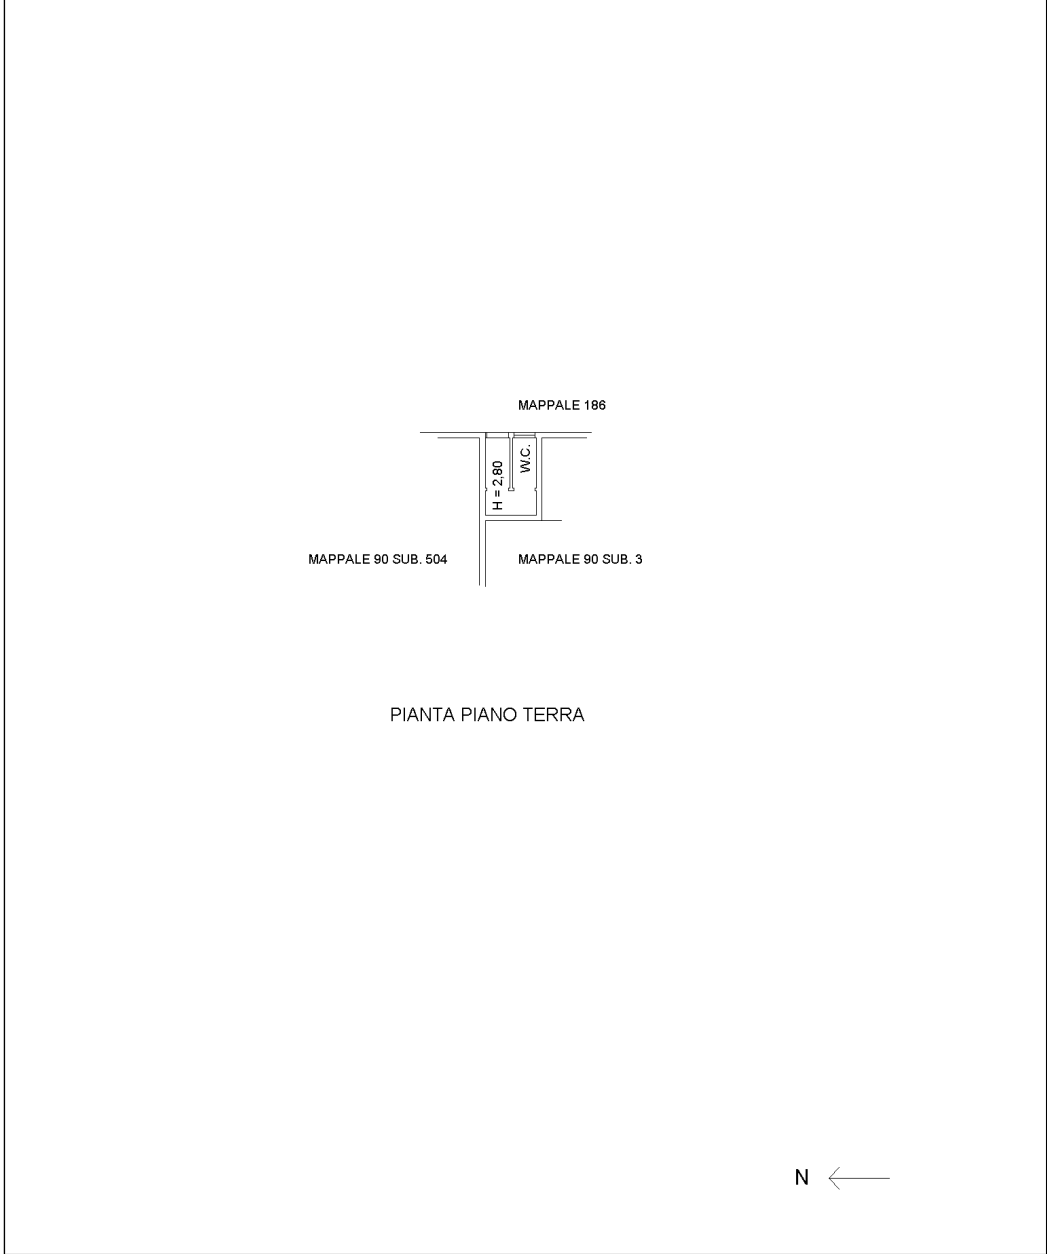 MAPPALE 186
W.C.
H = 2,80
MAPPALE 90 SUB. 504
MAPPALE 90 SUB. 3
PIANTA PIANO TERRA
N